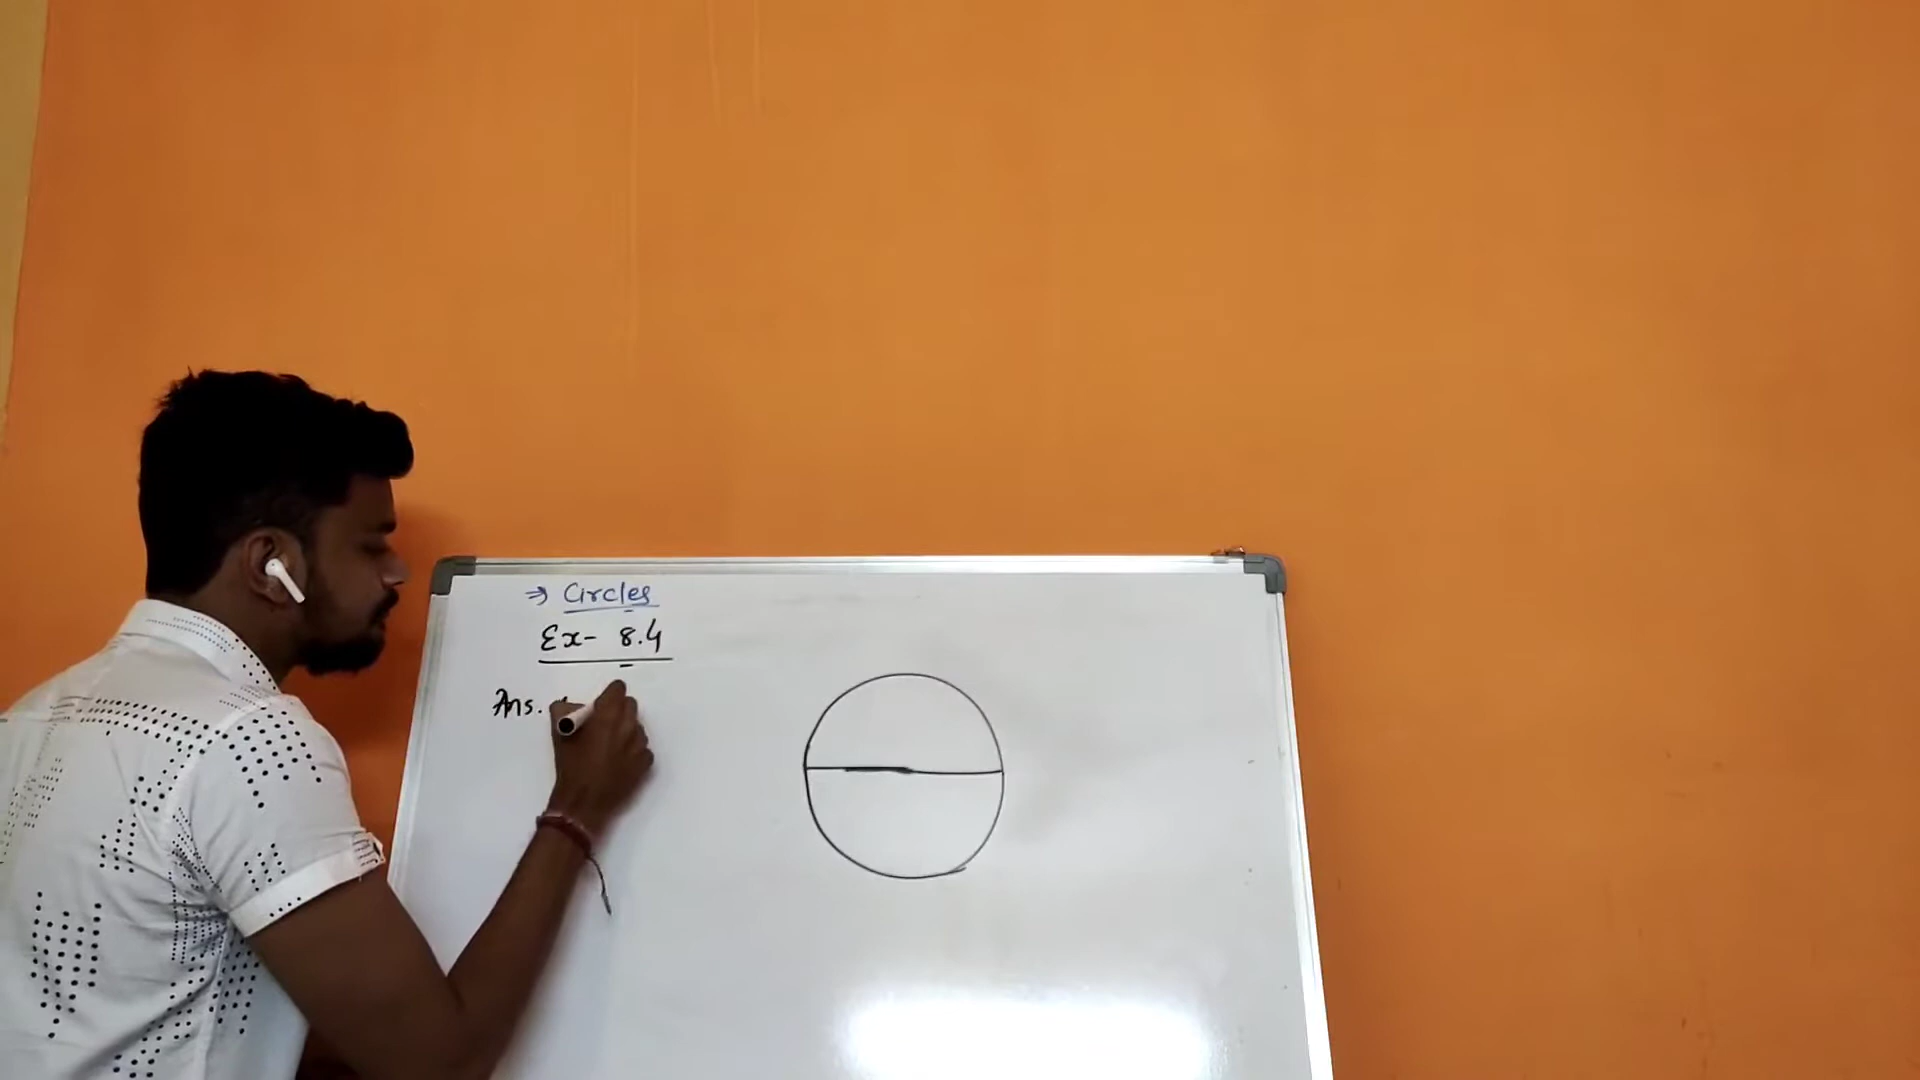 ⇒ Circles
Ex- 8.4
Ans.